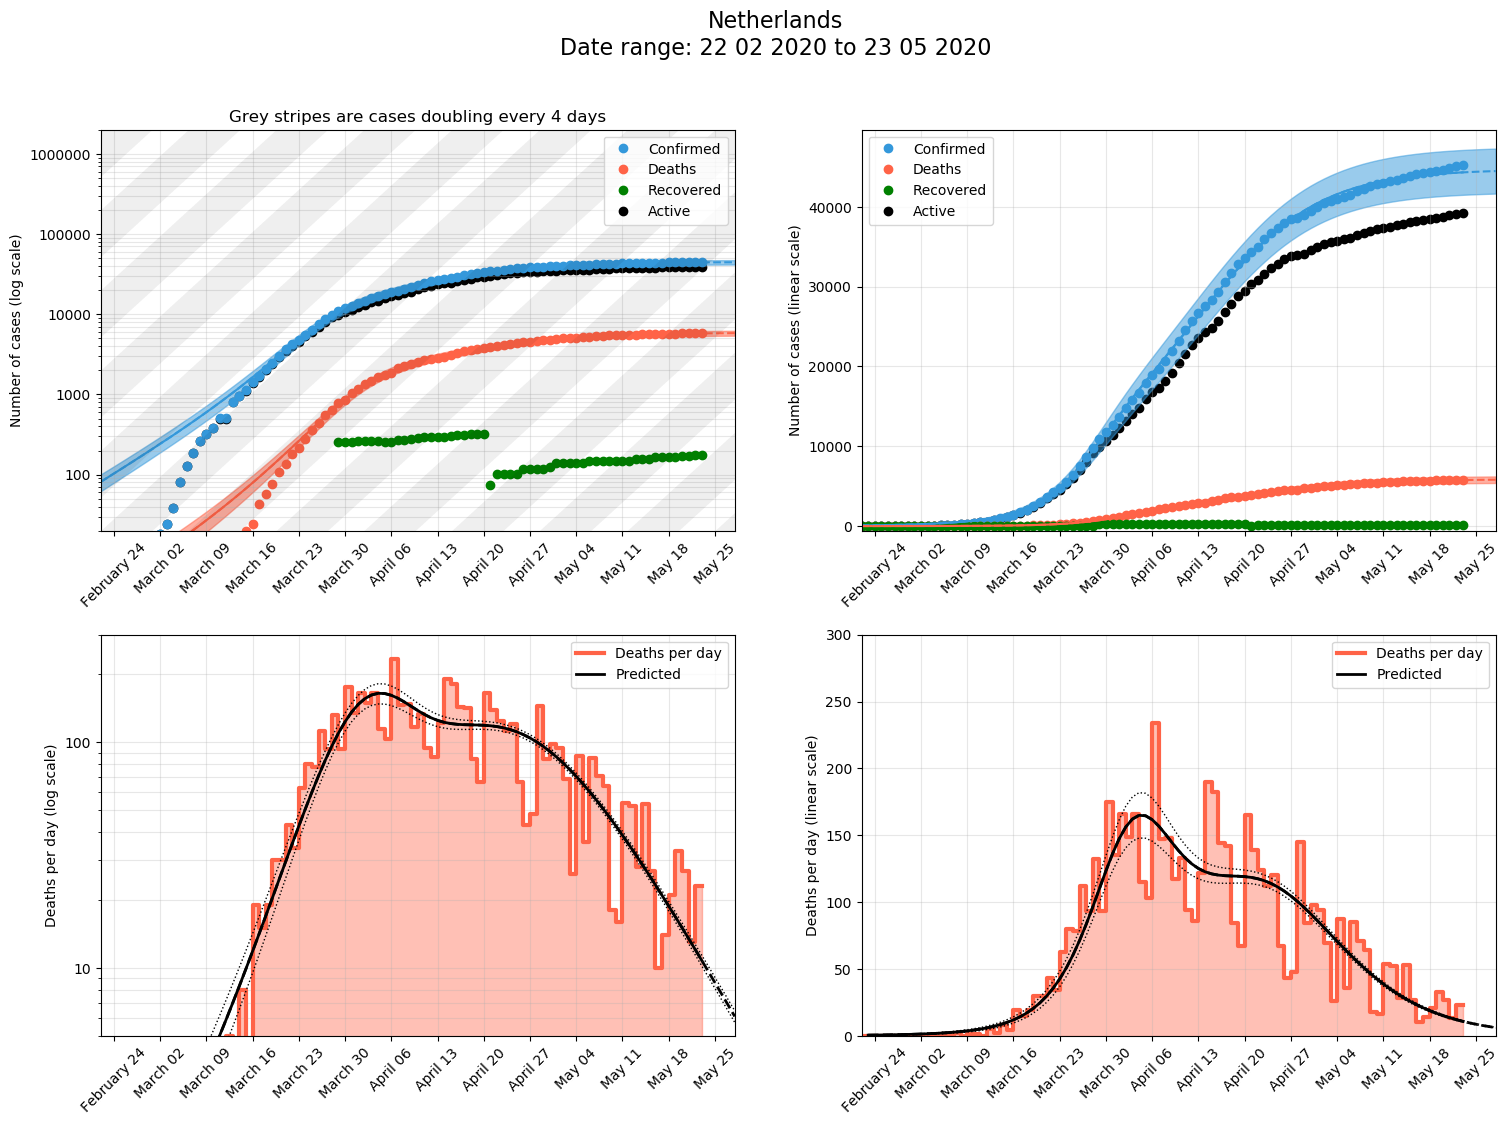 Netherlands
Date range: 22 02 2020 to 23 05 2020
Grey stripes are cases doubling every 4 days
Number of cases (log scale)
1000000
100000
10000
1000
100
Confirmed
Deaths
Recovered
Active
February 24
March 02
March 09
March 16
March 23
March 30
April 06
April 13
April 20
April 27
May 04
May 11
May 18
May 25
Number of cases (linear scale)
40000
30000
20000
10000
0
Confirmed
Deaths
Recovered
Active
February 24
March 02
March 09
March 16
March 23
March 30
April 06
April 13
April 20
April 27
May 04
May 11
May 18
May 25
Deaths per day (log scale)
100
10
Deaths per day
Predicted
February 24
March 02
March 09
March 16
March 23
March 30
April 06
April 13
April 20
April 27
May 04
May 11
May 18
May 25
Deaths per day (linear scale)
300
250
200
150
100
50
0
Deaths per day
Predicted
February 24
March 02
March 09
March 16
March 23
March 30
April 06
April 13
April 20
April 27
May 04
May 11
May 18
May 25